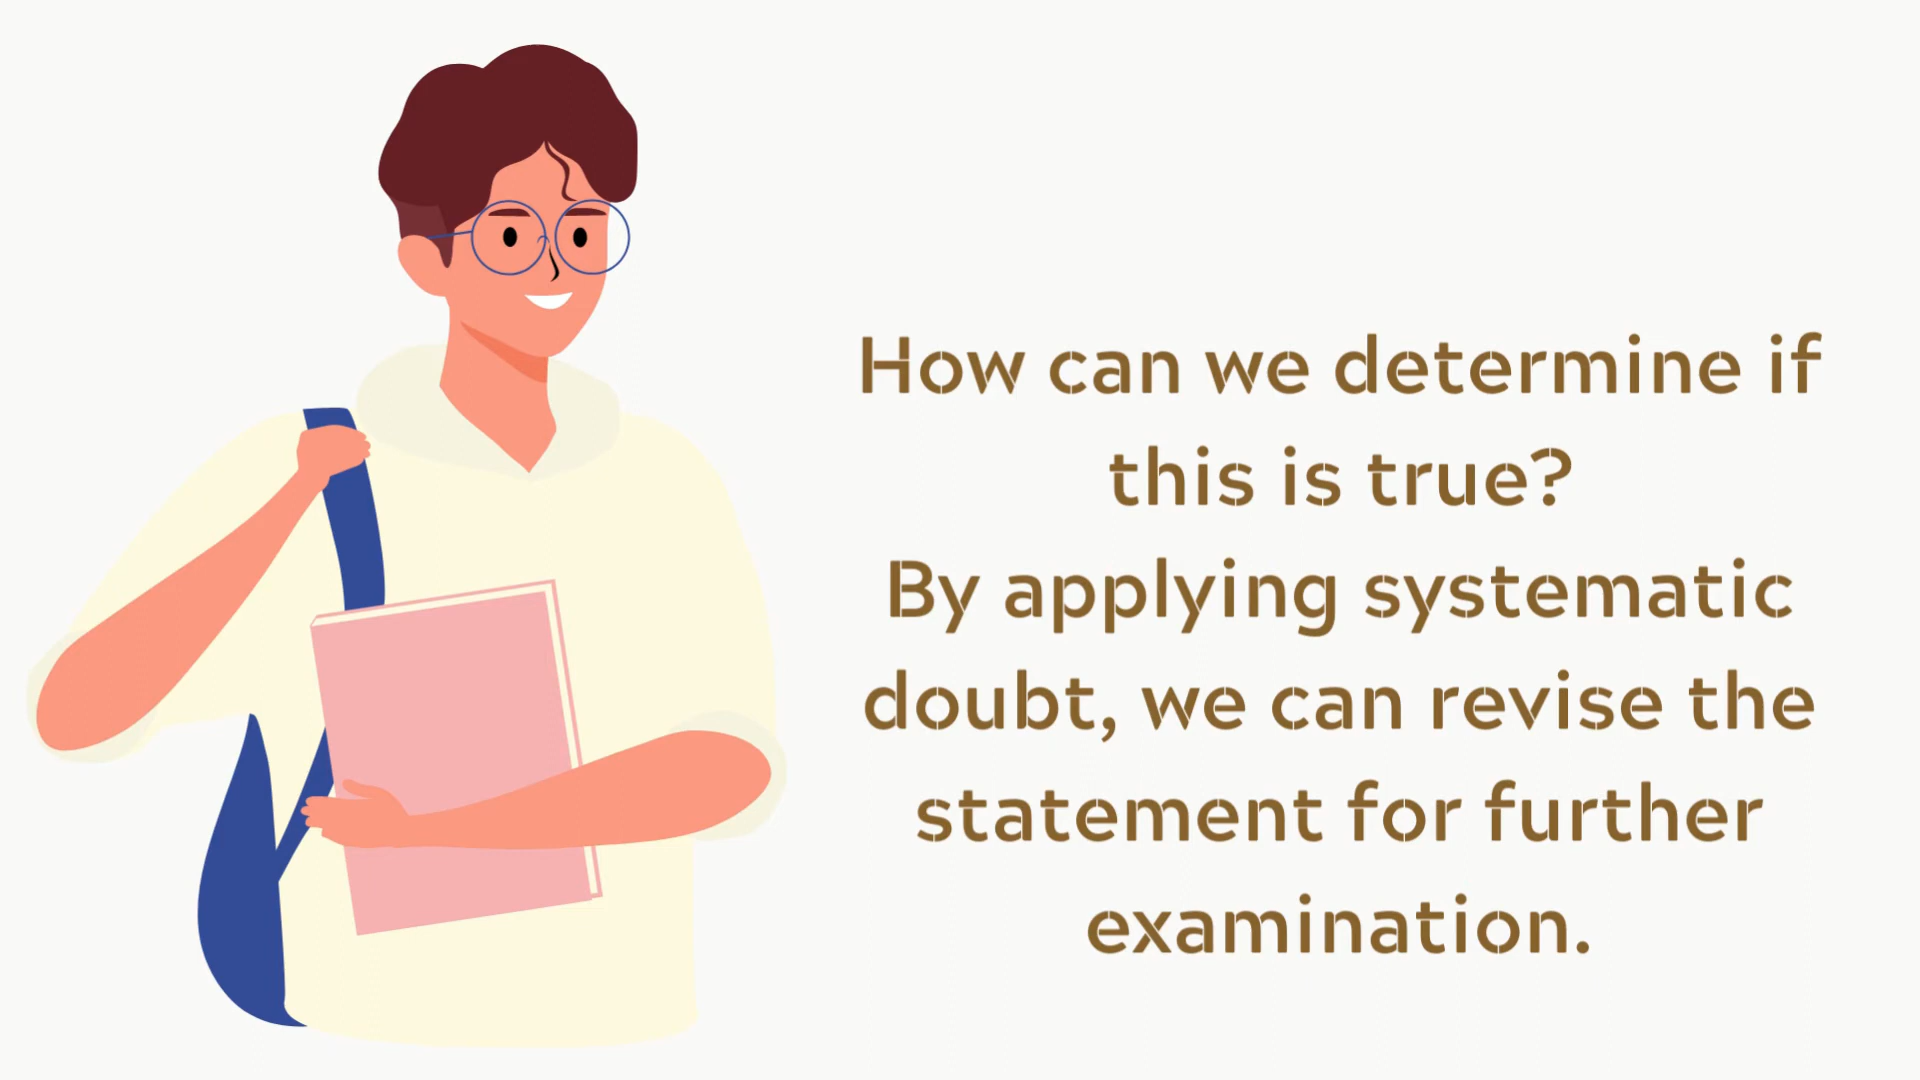 How can we determine if
this is true?
By applying systematic
doubt, we can revise the
statement for further
examination.